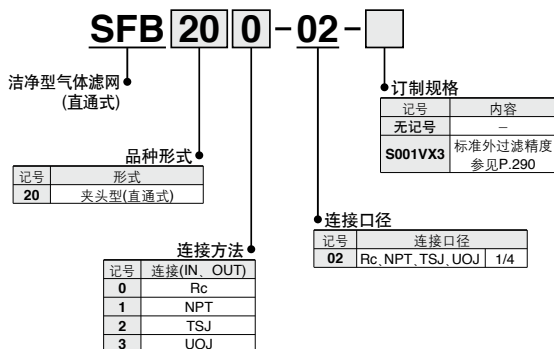 SFB 20 0 - 02 -
洁净型气体滤网
(直通式)
品种形式
记号 形式
20 夹头型(直通式)
连接方法
记号 连接(IN、OUT)
0 Rc
1 NPT
2 TSJ
3 UOJ
连接口径
记号 连接口径
02 Rc、NPT、TSJ、UOJ 1/4
订制规格
记号 内容
无记号 −
S001VX3 标准外过滤精度
参见P.290